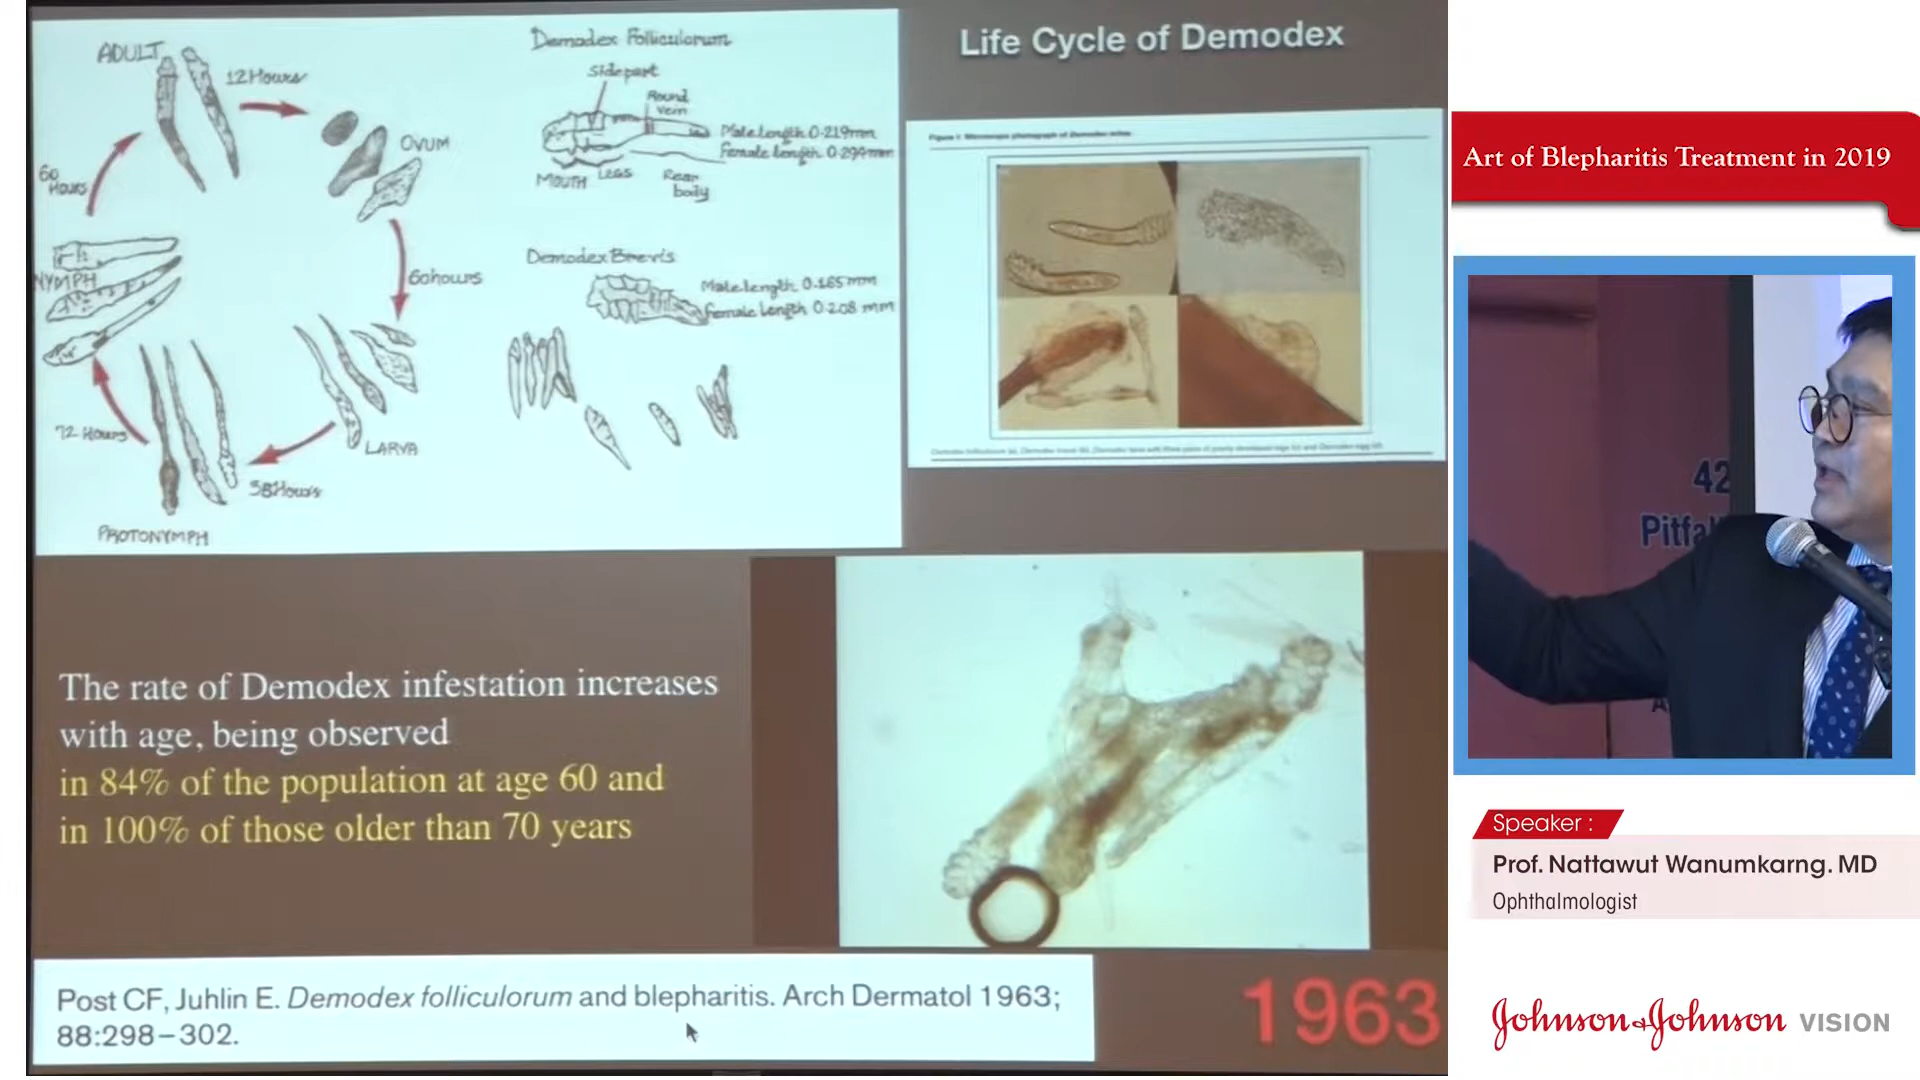 Life Cycle of Demodex
ADULT
12 Hours
OVUM
60 hours
LARVA
38 Hours
PROTONYMPH
72 Hours
NYMPH
60 Hours
Demodex Folliculorum
Side part
Round vein
Male length 0.219mm
Female length 0.294mm
MOUTH
LEGS
Rear body
Demodex Brevis
Male length 0.165mm
Female length 0.208 mm
The rate of Demodex infestation increases
with age, being observed
in 84% of the population at age 60 and
in 100% of those older than 70 years
Post CF, Juhlin E. Demodex folliculorum and blepharitis. Arch Dermatol 1963;
88:298–302.
1963
Art of Blepharitis Treatment in 2019
42
Speaker :
Prof. Nattawut Wanumkarng. MD
Ophthalmologist
Johnson & Johnson VISION